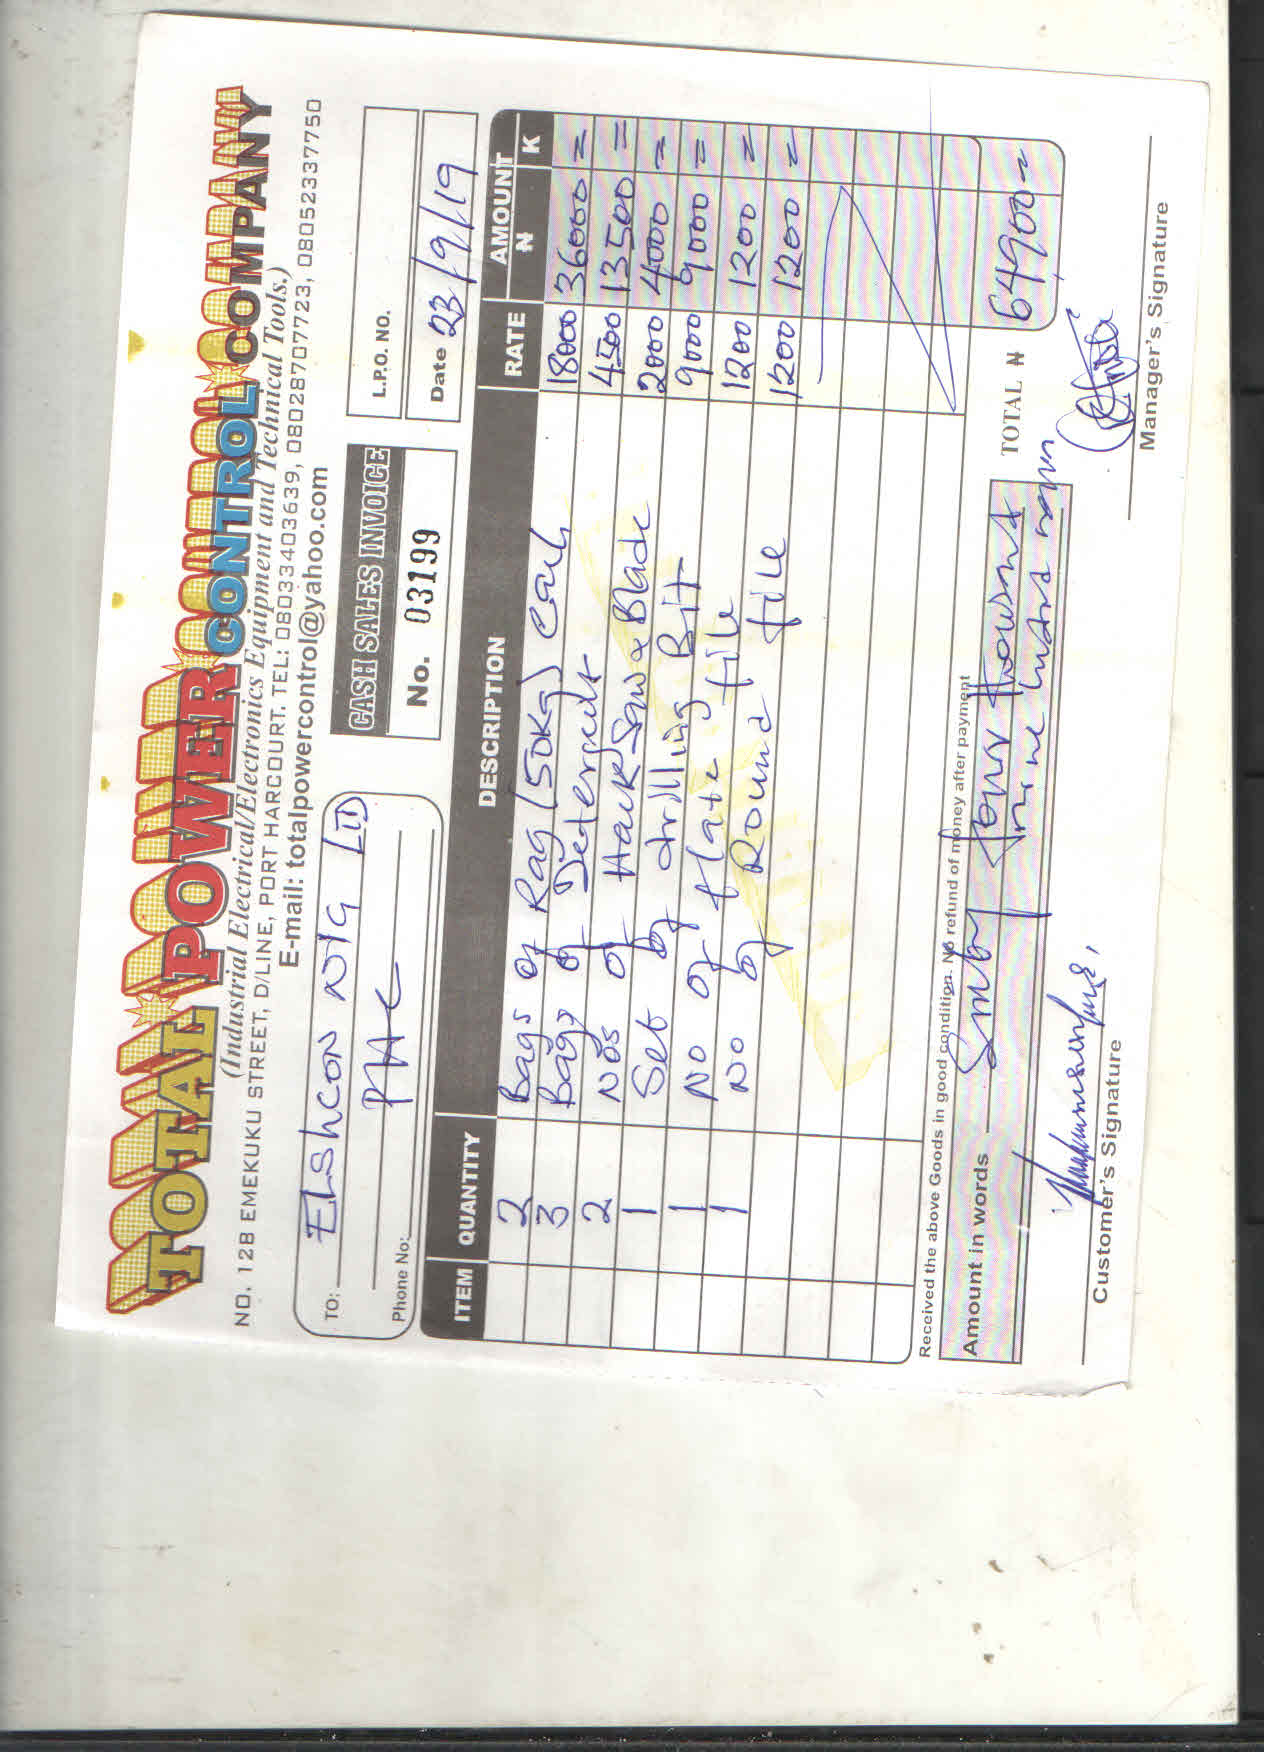 TOTAL POWER CONTROL COMPANY
(Industrial Electrical/Electronics Equipment and Technical Tools.)
NO. 12B EMEKUKU STREET, D/LINE, PORT HARCOURT. TEL: 08033403639, 08028707723, 08052337750
E-mail: totalpowercontrol@yahoo.com
TO: ELSHCON NIG LTD
PHC
Phone No:
CASH SALES INVOICE
No. 03199
L.P.O. NO.
Date 23/9/19
ITEM QUANTITY DESCRIPTION RATE AMOUNT
₦ K
2 Bags of Rag (50Kg) Each 18000 36000 =
3 Bags of Detergents 4500 13500 =
2 Nos of HackSaw Blade 2000 4000 =
1 Set of drilling Bit 9000 9000 =
1 No of flate file 1200 1200 =
1 No of Round file 1200 1200 =
Received the above Goods in good condition. No refund of money after payment
TOTAL ₦ 64900 =
Amount in words Sixty four thousand
nine hundred
Customer's Signature
Manager's Signature